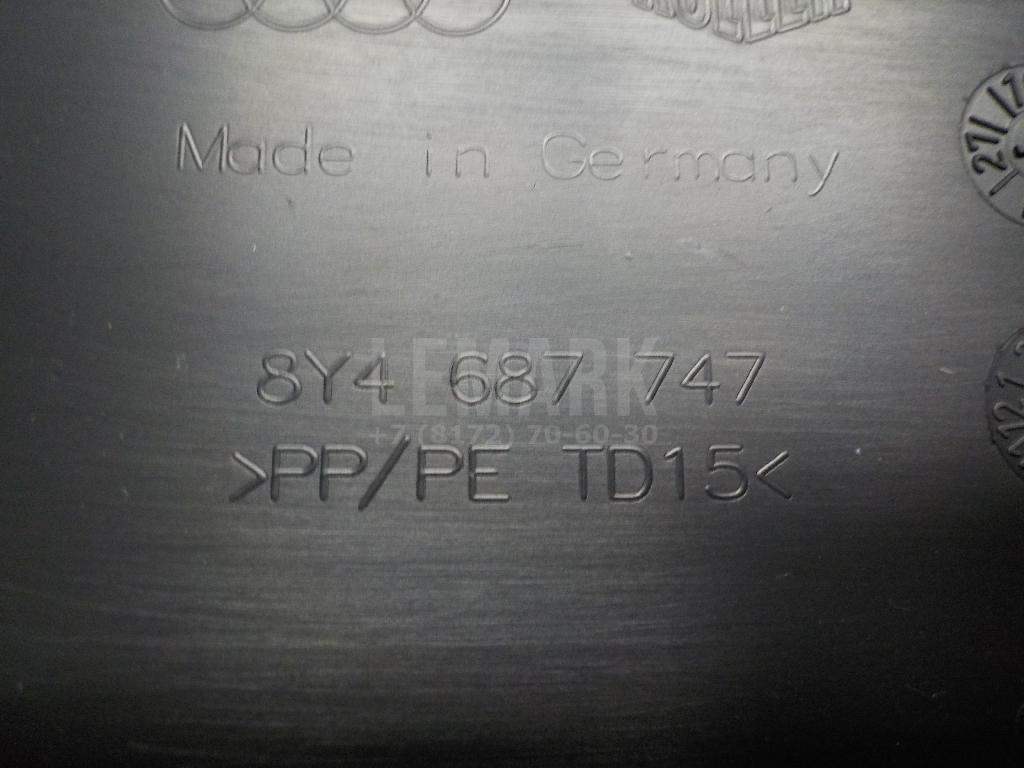 Made in Germany
8Y4 687 747
LEMARK
+7 (8172) 70-60-30
>PP/PE TD15<